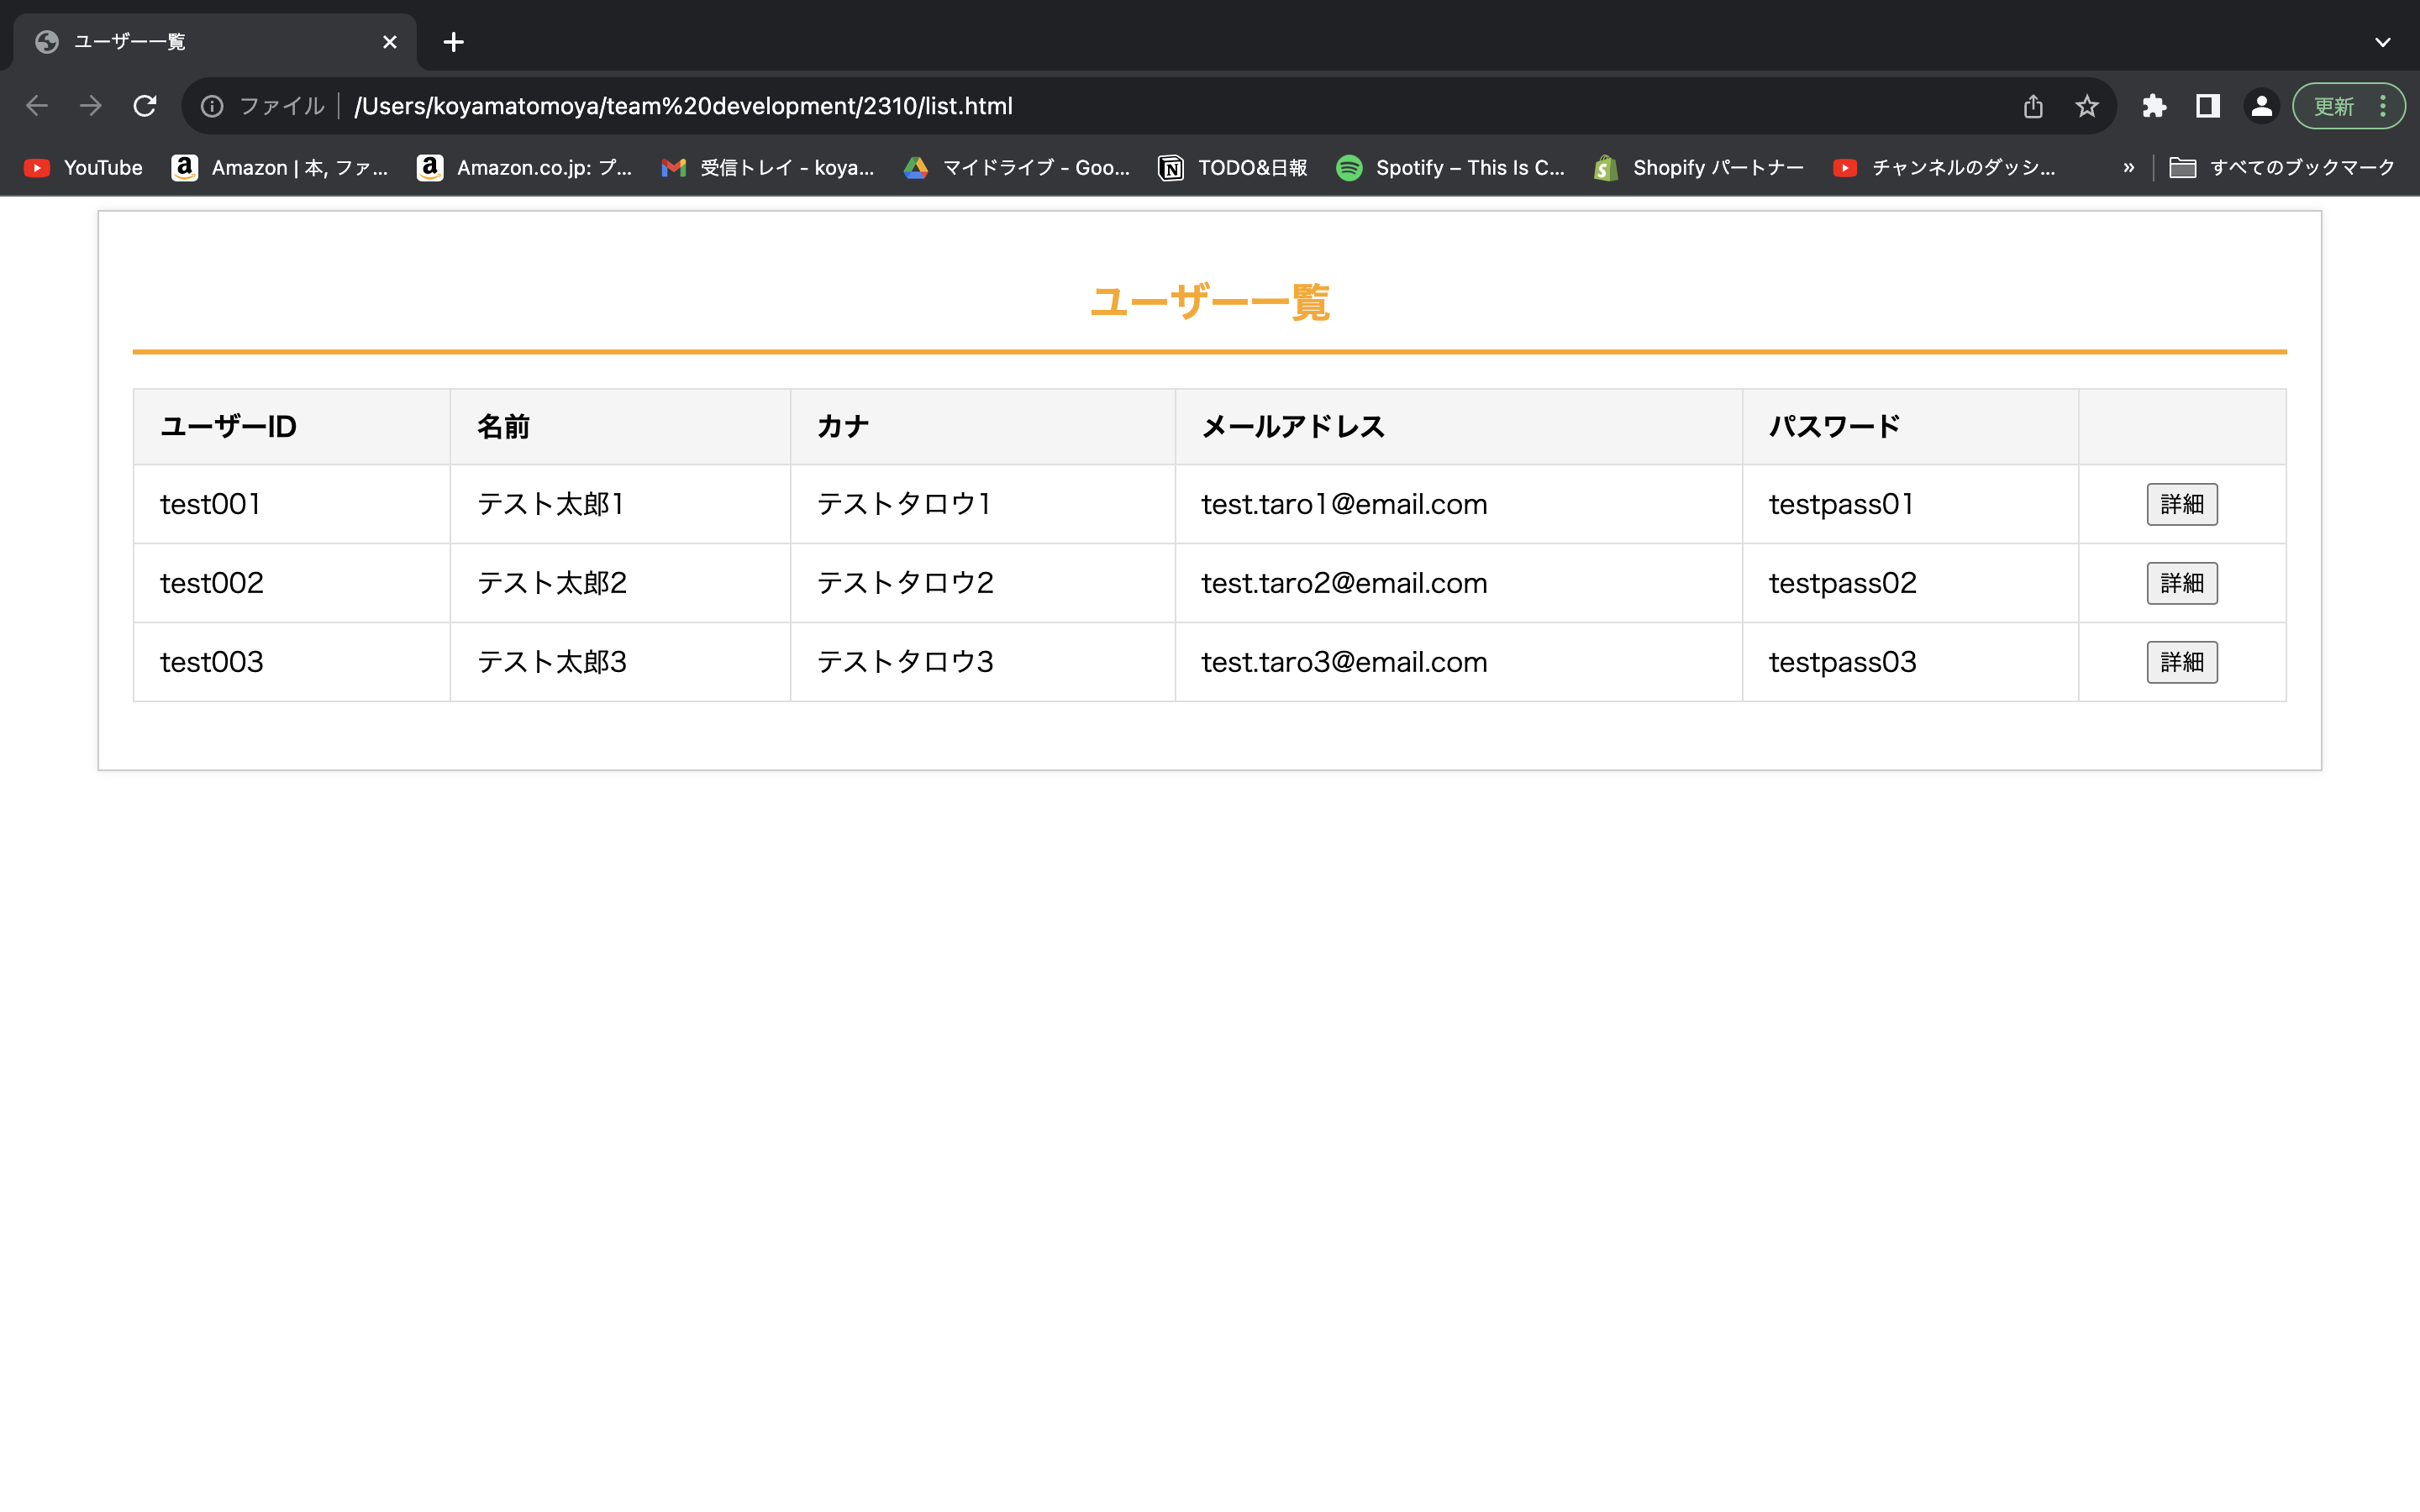 ユーザー一覧
ファイル /Users/koyamatomoya/team%20development/2310/list.html 更新
YouTube Amazon | 本, ファ... Amazon.co.jp: プ... 受信トレイ - koya... マイドライブ - Goo... TODO&日報 Spotify – This Is C... Shopify パートナー チャンネルのダッシ... » すべてのブックマーク
ユーザー一覧
ユーザーID 名前 カナ メールアドレス パスワード
test001 テスト太郎1 テストタロウ1 test.taro1@email.com testpass01 詳細
test002 テスト太郎2 テストタロウ2 test.taro2@email.com testpass02 詳細
test003 テスト太郎3 テストタロウ3 test.taro3@email.com testpass03 詳細